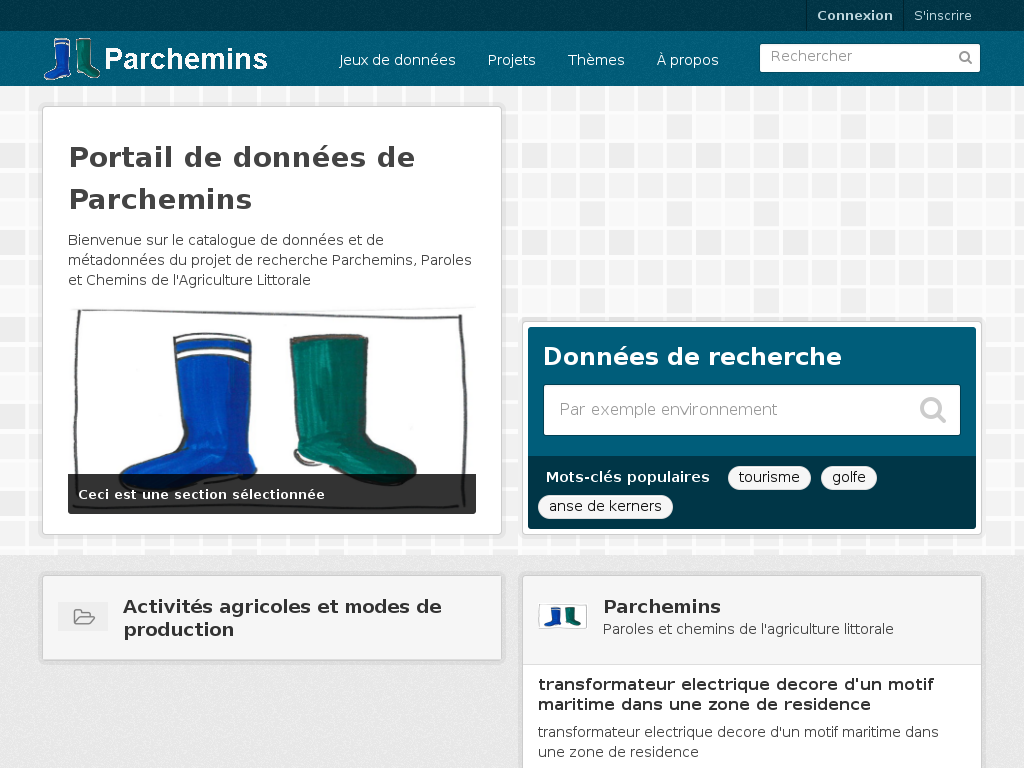 Connexion
S'inscrire
Parchemins
Jeux de données
Projets
Thèmes
À propos
Rechercher
Portail de données de
Parchemins
Bienvenue sur le catalogue de données et de
métadonnées du projet de recherche Parchemins, Paroles
et Chemins de l'Agriculture Littorale
Ceci est une section sélectionnée
Données de recherche
Par exemple environnement
Mots-clés populaires
tourisme
golfe
anse de kerners
Activités agricoles et modes de
production
Parchemins
Paroles et chemins de l'agriculture littorale
transformateur electrique decore d'un motif
maritime dans une zone de residence
transformateur electrique decore d'un motif maritime dans
une zone de residence